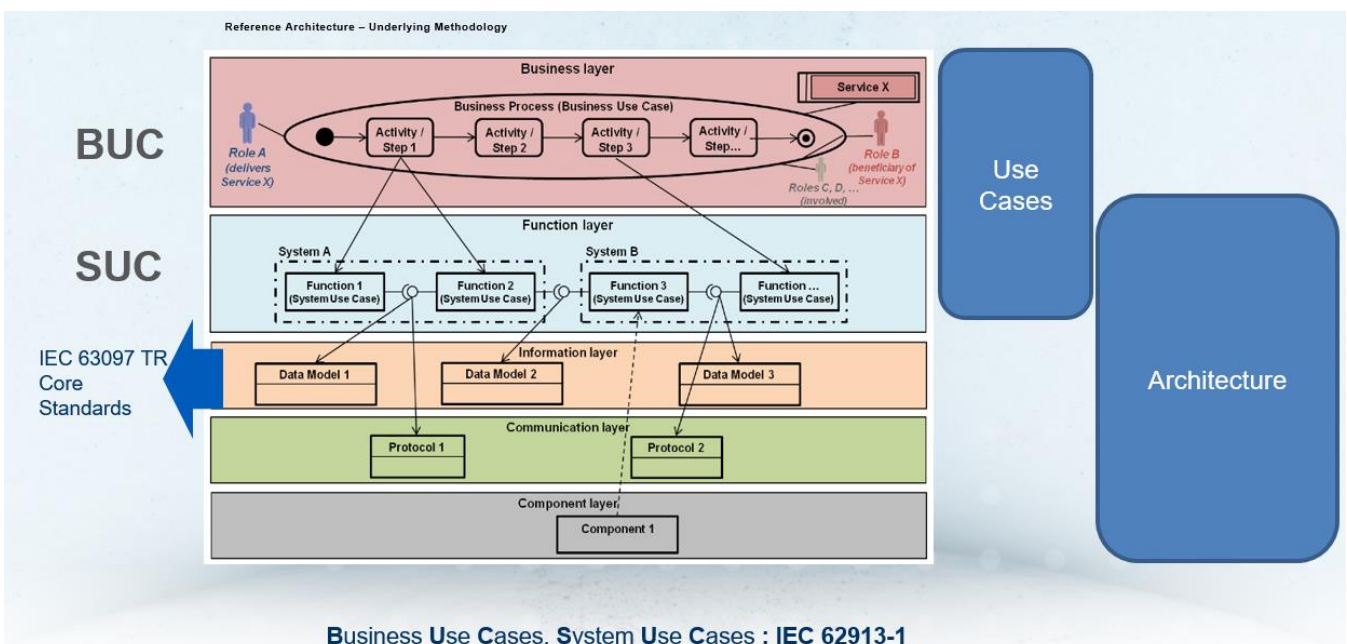 Reference Architecture – Underlying Methodology
Business layer
Service X
Business Process (Business Use Case)
BUC
Activity /
Step 1
Activity /
Step 2
Activity /
Step 3
Activity /
Step...
Role A
(delivers
Service X)
Role B
(beneficiary of
Service X)
Roles C, D, ...
(involved)
Use
Cases
Function layer
SUC
System A
System B
Function 1
(System Use Case)
Function 2
(System Use Case)
Function 3
(System Use Case)
Function ...
(System Use Case)
IEC 63097 TR
Core
Standards
Information layer
Data Model 1
Data Model 2
Data Model 3
Architecture
Communication layer
Protocol 1
Protocol 2
Component layer
Component 1
Business Use Cases, System Use Cases : IEC 62913-1